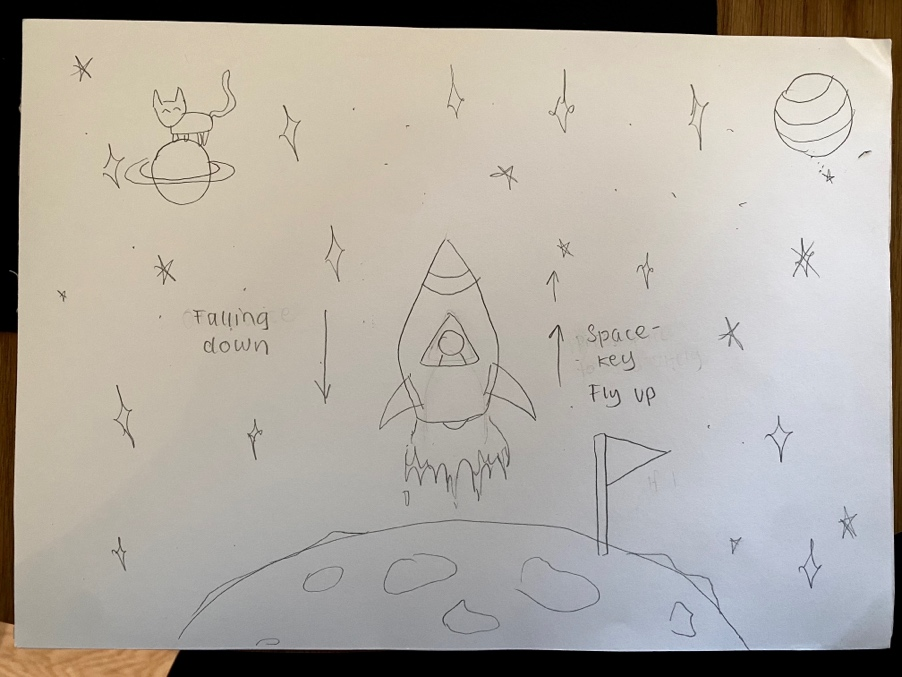 Falling
down
Space-
key
Fly up